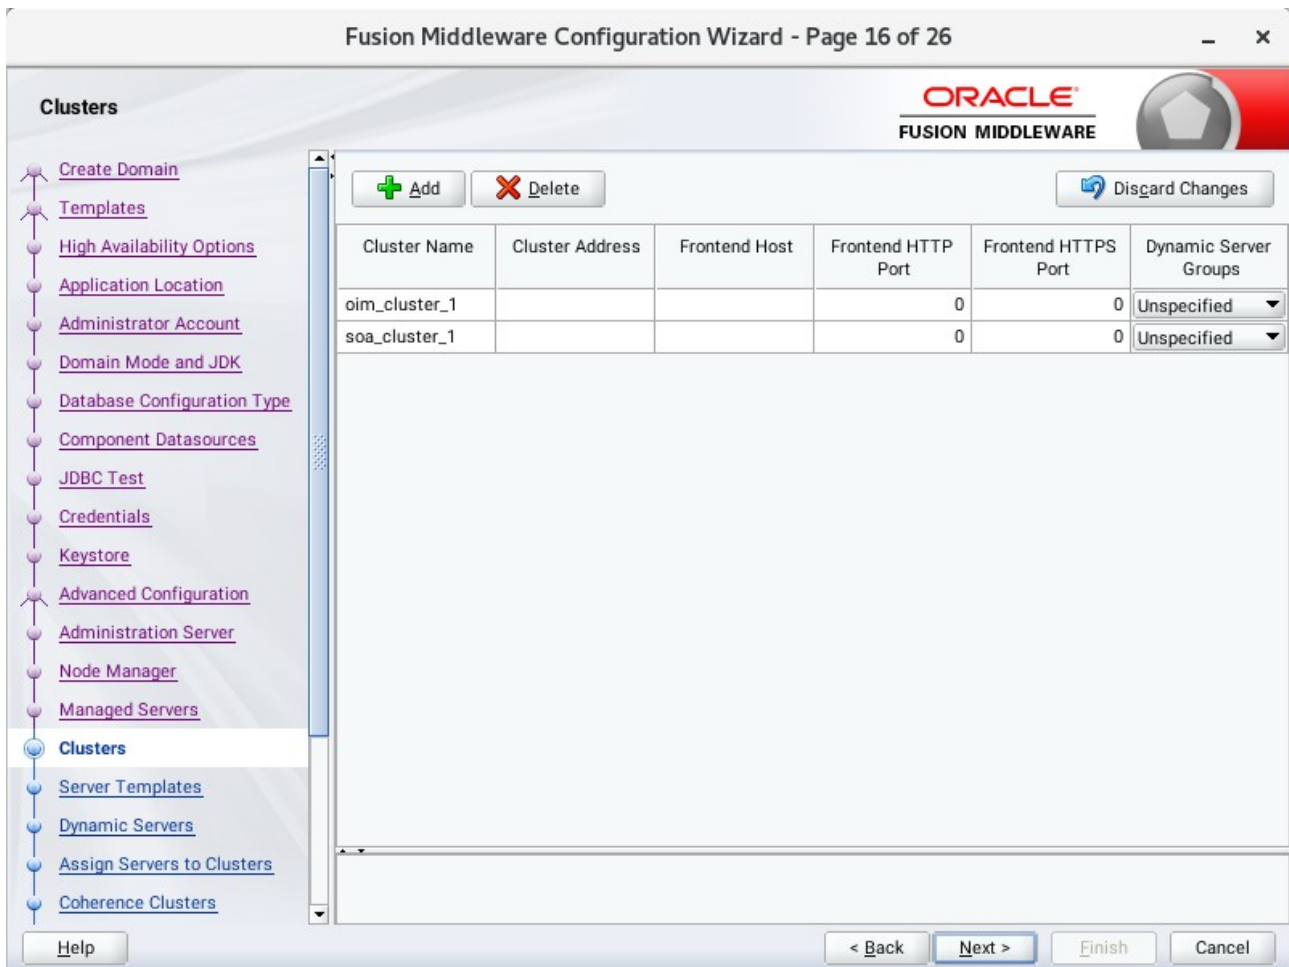 Fusion Middleware Configuration Wizard - Page 16 of 26
Clusters
ORACLE
FUSION MIDDLEWARE
Create Domain
Templates
High Availability Options
Application Location
Administrator Account
Domain Mode and JDK
Database Configuration Type
Component Datasources
JDBC Test
Credentials
Keystore
Advanced Configuration
Administration Server
Node Manager
Managed Servers
Clusters
Server Templates
Dynamic Servers
Assign Servers to Clusters
Coherence Clusters
Add Delete Discard Changes
Cluster Name Cluster Address Frontend Host Frontend HTTP Port Frontend HTTPS Port Dynamic Server Groups
oim_cluster_1 0 0 Unspecified
soa_cluster_1 0 0 Unspecified
Help < Back Next > Finish Cancel